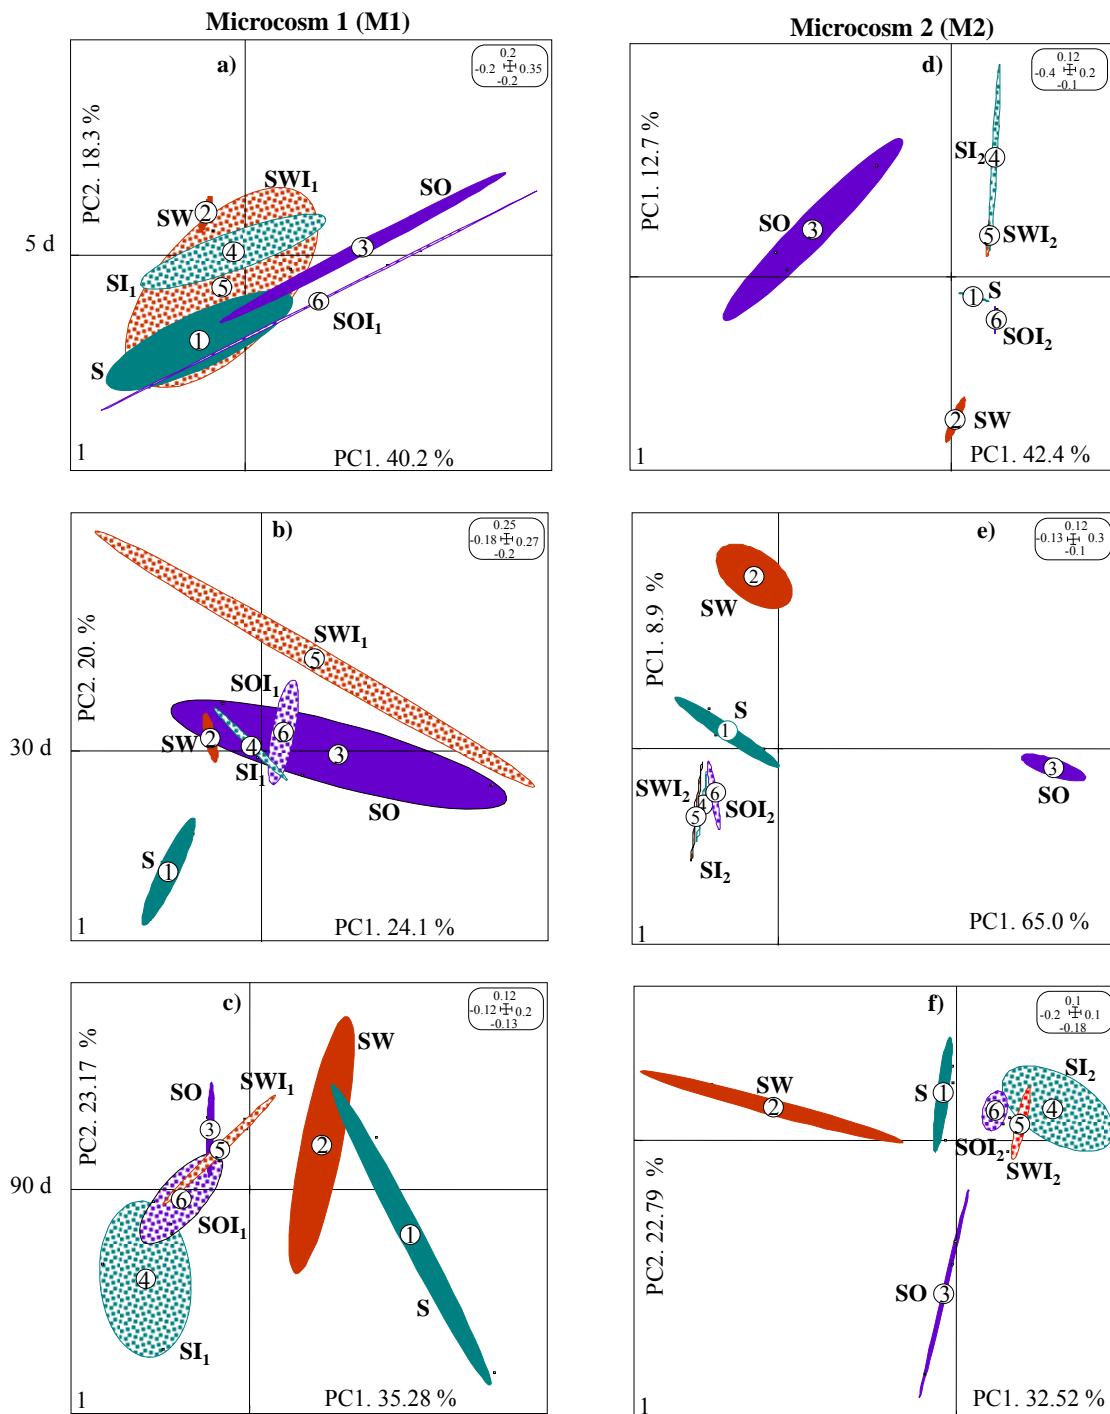 Microcosm 1 (M1)
Microcosm 2 (M2)
5 d
a)
0.2
-0.2 0.35
-0.2
PC2. 18.3 %
SWI1
SW
2
SO
4
3
SI1
5
6
SOI1
1
S
1
PC1. 40.2 %
d)
0.12
-0.4 0.2
-0.1
PC1. 12.7 %
SI2
4
SO
3
5
SWI2
S
1
6
SOI2
2
SW
1
PC1. 42.4 %
30 d
b)
0.25
-0.18 0.27
-0.2
PC2. 20. %
SWI1
5
SOI1
6
SW
2
4
3
SI1
SO
S
1
1
PC1. 24.1 %
e)
0.12
-0.13 0.3
-0.1
PC1. 8.9 %
2
SW
S
1
3
SO
SWI2
6
4
SOI2
5
SI2
1
PC1. 65.0 %
90 d
c)
0.12
-0.12 0.2
-0.13
PC2. 23.17 %
SW
SO
SWI1
3
5
2
6
SOI1
1
4
S
SI1
1
PC1. 35.28 %
f)
0.1
-0.2 0.1
-0.18
PC2. 22.79 %
SI2
SW
2
S
1
6
4
5
SOI2
SWI2
SO
3
1
PC1. 32.52 %